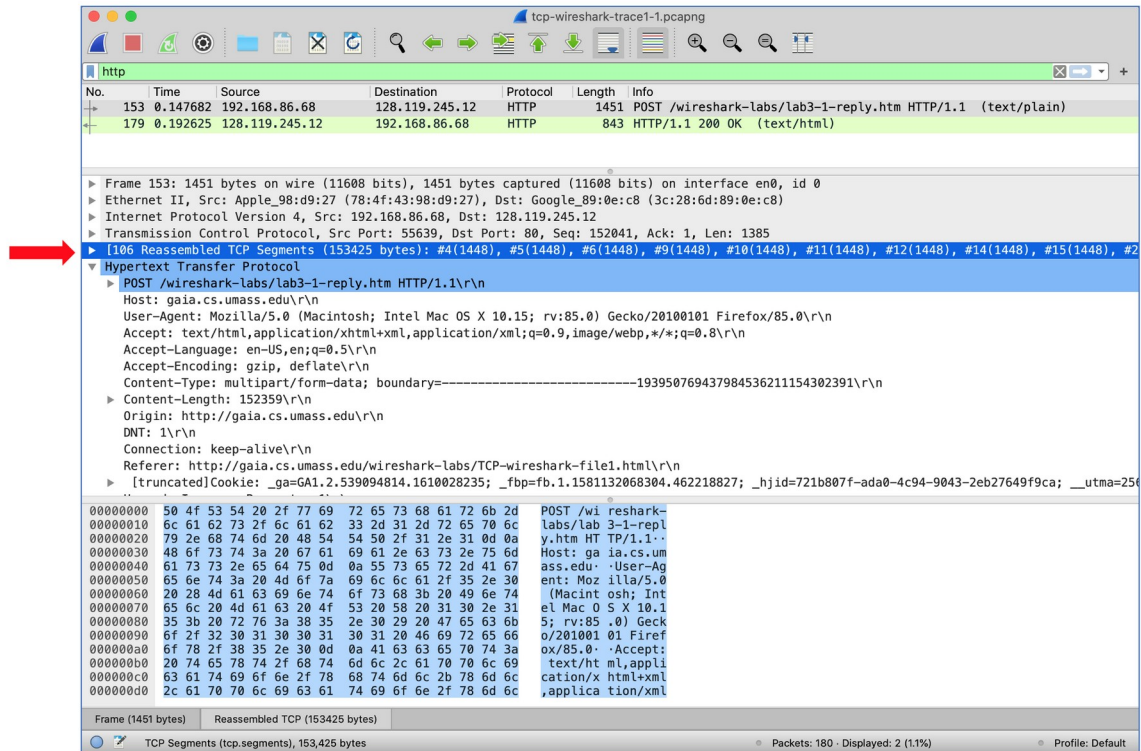 tcp-wireshark-trace1-1.pcapng
http
No. Time Source Destination Protocol Length Info
153 0.147682 192.168.86.68 128.119.245.12 HTTP 1451 POST /wireshark-labs/lab3-1-reply.htm HTTP/1.1 (text/plain)
179 0.192625 128.119.245.12 192.168.86.68 HTTP 843 HTTP/1.1 200 OK (text/html)
Frame 153: 1451 bytes on wire (11608 bits), 1451 bytes captured (11608 bits) on interface en0, id 0
Ethernet II, Src: Apple_98:d9:27 (78:4f:43:98:d9:27), Dst: Google_89:0e:c8 (3c:28:6d:89:0e:c8)
Internet Protocol Version 4, Src: 192.168.86.68, Dst: 128.119.245.12
Transmission Control Protocol, Src Port: 55639, Dst Port: 80, Seq: 152041, Ack: 1, Len: 1385
[106 Reassembled TCP Segments (153425 bytes): #4(1448), #5(1448), #6(1448), #9(1448), #10(1448), #11(1448), #12(1448), #14(1448), #15(1448), #2
Hypertext Transfer Protocol
POST /wireshark-labs/lab3-1-reply.htm HTTP/1.1\r\n
Host: gaia.cs.umass.edu\r\n
User-Agent: Mozilla/5.0 (Macintosh; Intel Mac OS X 10.15; rv:85.0) Gecko/20100101 Firefox/85.0\r\n
Accept: text/html,application/xhtml+xml,application/xml;q=0.9,image/webp,*/*;q=0.8\r\n
Accept-Language: en-US,en;q=0.5\r\n
Accept-Encoding: gzip, deflate\r\n
Content-Type: multipart/form-data; boundary=---------------------------193950769437984536211154302391\r\n
Content-Length: 152359\r\n
Origin: http://gaia.cs.umass.edu\r\n
DNT: 1\r\n
Connection: keep-alive\r\n
Referer: http://gaia.cs.umass.edu/wireshark-labs/TCP-wireshark-file1.html\r\n
[truncated]Cookie: _ga=GA1.2.539094814.1610028235; _fbp=fb.1.1581132068304.462218827; _hjid=721b807f-ada0-4c94-9043-2eb27649f9ca; __utma=256
00000000 50 4f 53 54 20 2f 77 69 72 65 73 68 61 72 6b 2d POST /wi reshark-
00000010 6c 61 62 73 2f 6c 61 62 33 2d 31 2d 72 65 70 6c labs/lab 3-1-repl
00000020 79 2e 68 74 6d 20 48 54 54 50 2f 31 2e 31 0d 0a y.htm HT TP/1.1··
00000030 48 6f 73 74 3a 20 67 61 69 61 2e 63 73 2e 75 6d Host: ga ia.cs.um
00000040 61 73 73 2e 65 64 75 0d 0a 55 73 65 72 2d 41 67 ass.edu· ·User-Ag
00000050 65 6e 74 3a 20 4d 6f 7a 69 6c 6c 61 2f 35 2e 30 ent: Moz illa/5.0
00000060 20 28 4d 61 63 69 6e 74 6f 73 68 3b 20 49 6e 74 (Macint osh; Int
00000070 65 6c 20 4d 61 63 20 4f 53 20 58 20 31 30 2e 31 el Mac O S X 10.1
00000080 35 3b 20 72 76 3a 38 35 2e 30 29 20 47 65 63 6b 5; rv:85 .0) Geck
00000090 6f 2f 32 30 31 30 30 31 30 31 20 46 69 72 65 66 o/201001 01 Firef
000000a0 6f 78 2f 38 35 2e 30 0d 0a 41 63 63 65 70 74 3a ox/85.0· ·Accept:
000000b0 20 74 65 78 74 2f 68 74 6d 6c 2c 61 70 70 6c 69 text/ht ml,appli
000000c0 63 61 74 69 6f 6e 2f 78 68 74 6d 6c 2b 78 6d 6c cation/x html+xml
000000d0 2c 61 70 70 6c 69 63 61 74 69 6f 6e 2f 78 6d 6c ,applica tion/xml
Frame (1451 bytes) Reassembled TCP (153425 bytes)
TCP Segments (tcp.segments), 153,425 bytes Packets: 180 · Displayed: 2 (1.1%) Profile: Default